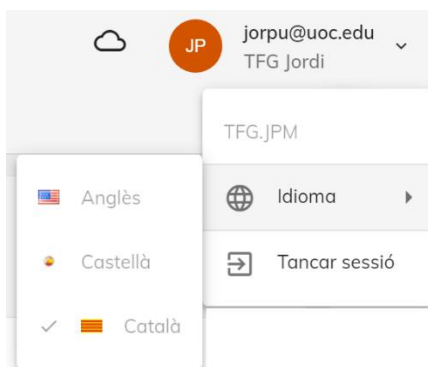 JP
jorpu@uoc.edu
TFG Jordi
TFG.JPM
Idioma
Tancar sessió
Anglès
Castellà
Català